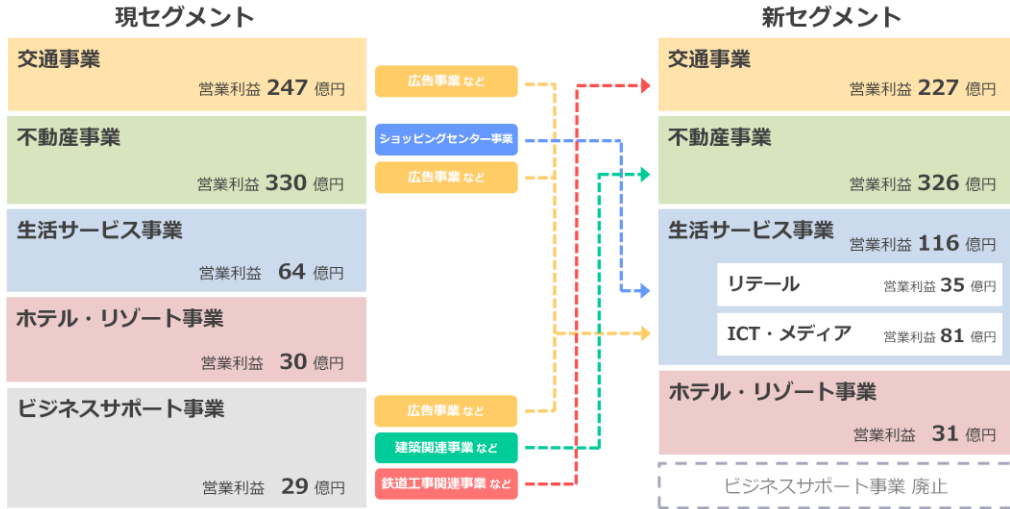 現セグメント
交通事業
営業利益 247 億円
不動産事業
営業利益 330 億円
生活サービス事業
営業利益 64 億円
ホテル・リゾート事業
営業利益 30 億円
ビジネスサポート事業
営業利益 29 億円
広告事業 など
ショッピングセンター事業
広告事業 など
広告事業 など
建築関連事業 など
鉄道工事関連事業 など
新セグメント
交通事業
営業利益 227 億円
不動産事業
営業利益 326 億円
生活サービス事業
営業利益 116 億円
リテール
営業利益 35 億円
ICT・メディア
営業利益 81 億円
ホテル・リゾート事業
営業利益 31 億円
ビジネスサポート事業 廃止